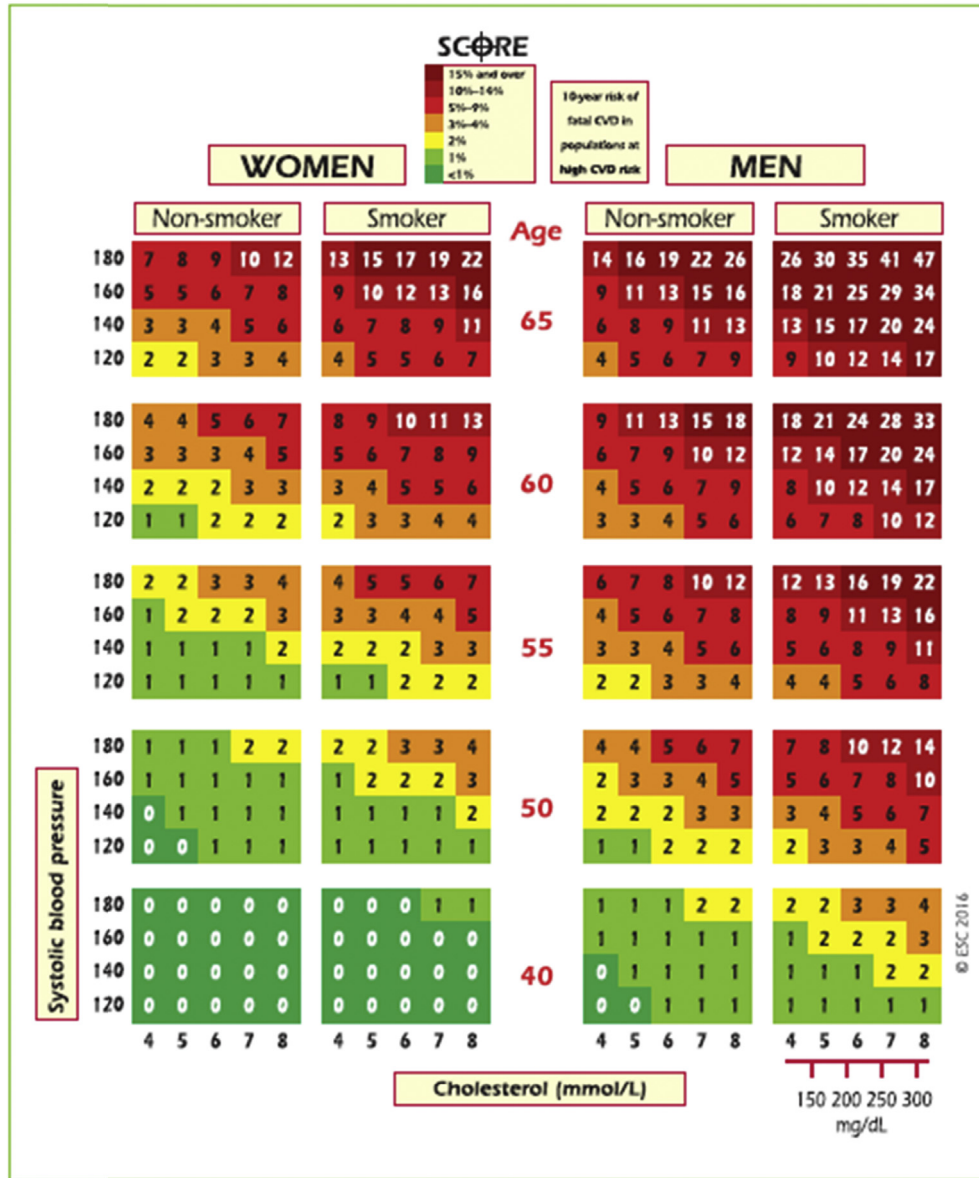 SCORE
15% and over
10%–14%
5%–9%
3%–4%
2%
1%
<1%
10-year risk of
fatal CVD in
populations at
high CVD risk
WOMEN
MEN
Non-smoker Smoker Age Non-smoker Smoker
180 7 8 9 10 12 13 15 17 19 22 14 16 19 22 26 26 30 35 41 47
160 5 5 6 7 8 9 10 12 13 16 9 11 13 15 16 18 21 25 29 34
65
140 3 3 4 5 6 6 7 8 9 11 6 8 9 11 13 13 15 17 20 24
120 2 2 3 3 4 4 5 5 6 7 4 5 6 7 9 9 10 12 14 17
180 4 4 5 6 7 8 9 10 11 13 9 11 13 15 18 18 21 24 28 33
160 3 3 3 4 5 5 6 7 8 9 6 7 9 10 12 12 14 17 20 24
60
140 2 2 2 3 3 3 4 5 5 6 4 5 6 7 9 8 10 12 14 17
120 1 1 2 2 2 2 3 3 4 4 3 3 4 5 6 6 7 8 10 12
180 2 2 3 3 4 4 5 5 6 7 6 7 8 10 12 12 13 16 19 22
160 1 2 2 2 3 3 3 4 4 5 4 5 6 7 8 8 9 11 13 16
55
140 1 1 1 1 2 2 2 2 3 3 3 3 4 5 6 5 6 8 9 11
120 1 1 1 1 1 1 1 2 2 2 2 2 3 3 4 4 4 5 6 8
180 1 1 1 2 2 2 2 3 3 4 4 4 5 6 7 7 8 10 12 14
160 1 1 1 1 1 1 2 2 2 3 2 3 3 4 5 5 6 7 8 10
50
140 0 1 1 1 1 1 1 1 1 2 2 2 2 3 3 3 4 5 6 7
120 0 0 1 1 1 1 1 1 1 1 1 1 2 2 2 2 3 3 4 5
180 0 0 0 0 0 0 0 0 1 1 1 1 1 2 2 2 2 3 3 4
160 0 0 0 0 0 0 0 0 0 0 1 1 1 1 1 1 2 2 2 3
40
140 0 0 0 0 0 0 0 0 0 0 0 1 1 1 1 1 1 1 2 2
120 0 0 0 0 0 0 0 0 0 0 0 0 1 1 1 1 1 1 1 1
4 5 6 7 8 4 5 6 7 8 4 5 6 7 8 4 5 6 7 8
Systolic blood pressure
Cholesterol (mmol/L)
150 200 250 300
mg/dL
© ESC 2016